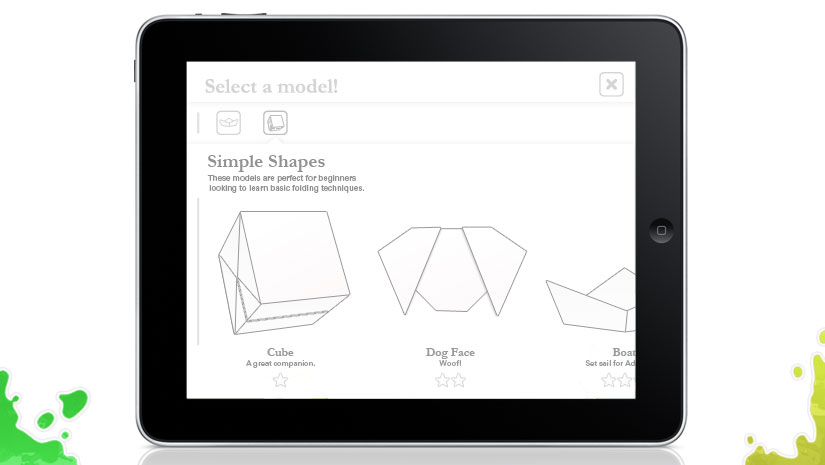 Select a model!
Simple Shapes
These models are perfect for beginners
looking to learn basic folding techniques.
Cube
A great companion.
Dog Face
Woof!
Boat
Set sail for Ad